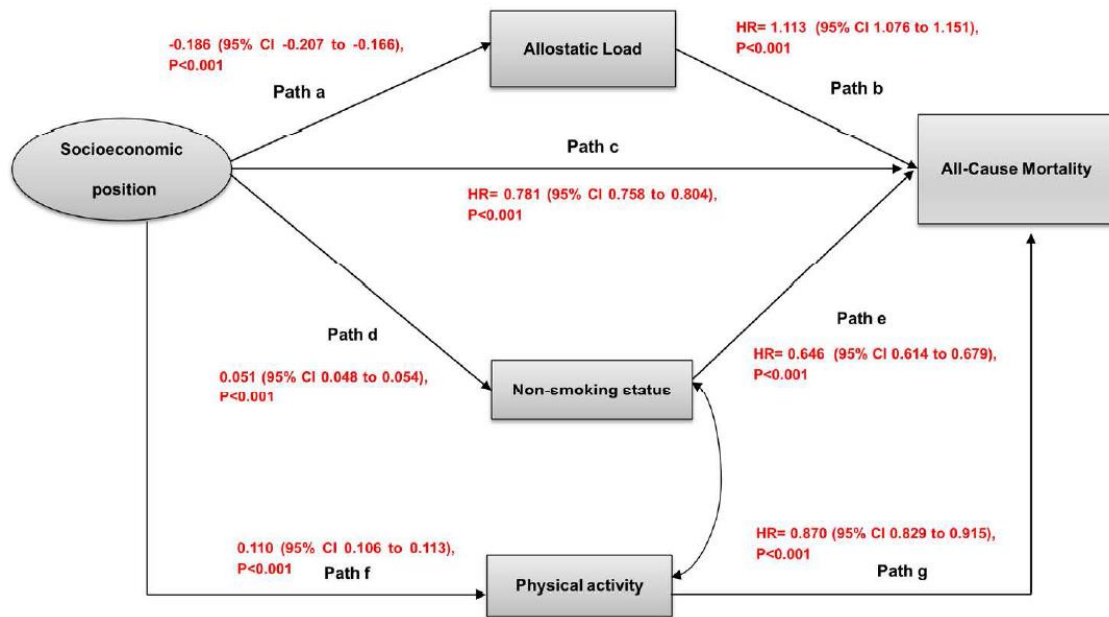 -0.186 (95% CI -0.207 to -0.166),
P<0.001
Path a
Allostatic Load
HR= 1.113 (95% CI 1.076 to 1.151),
P<0.001
Path b
Socioeconomic
position
Path c
HR= 0.781 (95% CI 0.758 to 0.804),
P<0.001
All-Cause Mortality
Path d
0.051 (95% CI 0.048 to 0.054),
P<0.001
Non-smoking status
Path e
HR= 0.646 (95% CI 0.614 to 0.679),
P<0.001
0.110 (95% CI 0.106 to 0.113),
P<0.001
Path f
Physical activity
HR= 0.870 (95% CI 0.829 to 0.915),
P<0.001
Path g